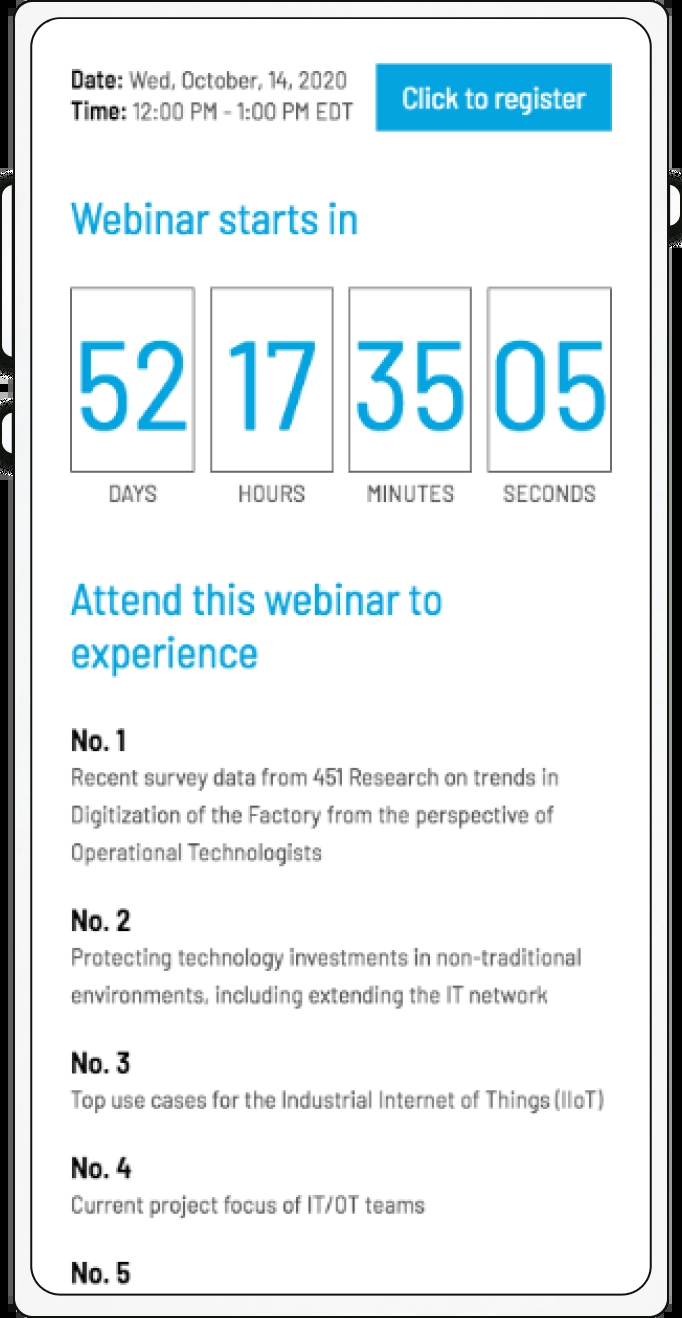 Date: Wed, October, 14, 2020
Time: 12:00 PM - 1:00 PM EDT
Click to register
Webinar starts in
52 17 35 05
DAYS HOURS MINUTES SECONDS
Attend this webinar to
experience
No. 1
Recent survey data from 451 Research on trends in
Digitization of the Factory from the perspective of
Operational Technologists
No. 2
Protecting technology investments in non-traditional
environments, including extending the IT network
No. 3
Top use cases for the Industrial Internet of Things (IIoT)
No. 4
Current project focus of IT/OT teams
No. 5